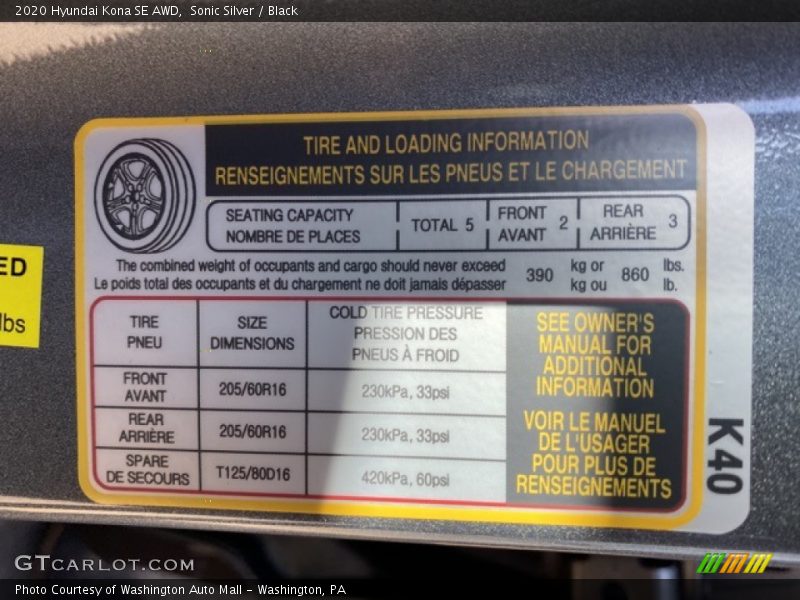 2020 Hyundai Kona SE AWD, Sonic Silver / Black
TIRE AND LOADING INFORMATION
RENSEIGNEMENTS SUR LES PNEUS ET LE CHARGEMENT
SEATING CAPACITY
NOMBRE DE PLACES
TOTAL 5
FRONT
AVANT
2
REAR
ARRIÈRE
3
The combined weight of occupants and cargo should never exceed
Le poids total des occupants et du chargement ne doit jamais dépasser
390
kg or
kg ou
860
lbs.
lb.
ED
lbs
TIRE
PNEU
SIZE
DIMENSIONS
COLD TIRE PRESSURE
PRESSION DES
PNEUS À FROID
FRONT
AVANT
205/60R16
230kPa, 33psi
REAR
ARRIÈRE
205/60R16
230kPa, 33psi
SPARE
DE SECOURS
T125/80D16
420kPa, 60psi
SEE OWNER'S
MANUAL FOR
ADDITIONAL
INFORMATION
VOIR LE MANUEL
DE L'USAGER
POUR PLUS DE
RENSEIGNEMENTS
K40
GTCARLOT.COM
Photo Courtesy of Washington Auto Mall - Washington, PA